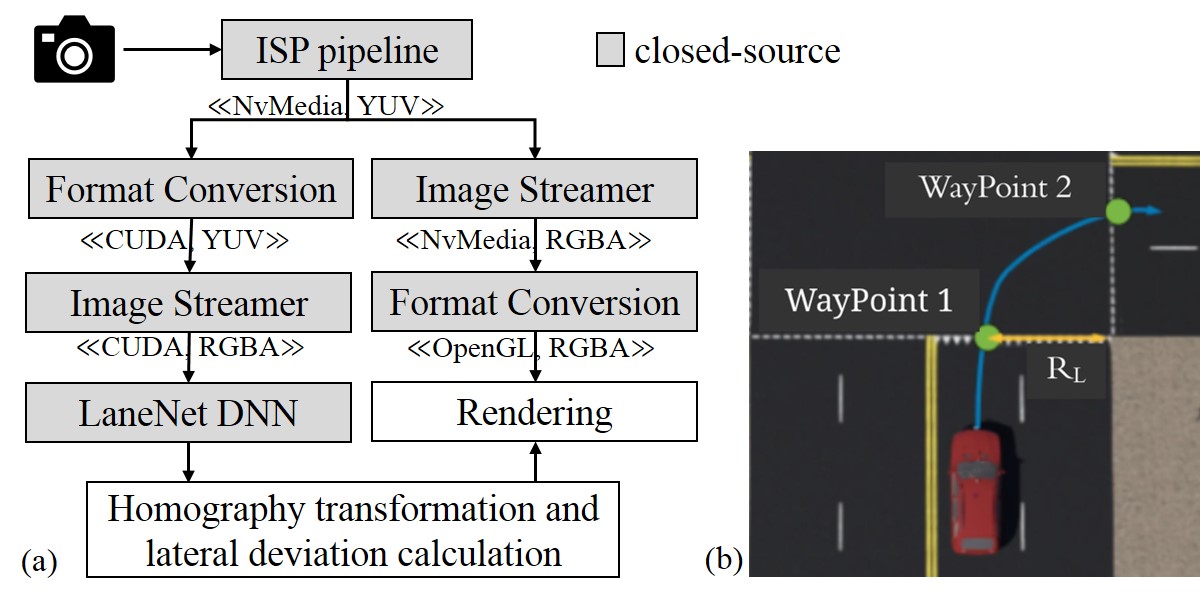 ISP pipeline
closed-source
≪NvMedia, YUV≫
Format Conversion
Image Streamer
≪CUDA, YUV≫
≪NvMedia, RGBA≫
Image Streamer
Format Conversion
≪CUDA, RGBA≫
≪OpenGL, RGBA≫
LaneNet DNN
Rendering
Homography transformation and
lateral deviation calculation
(a)
WayPoint 2
WayPoint 1
RL
(b)